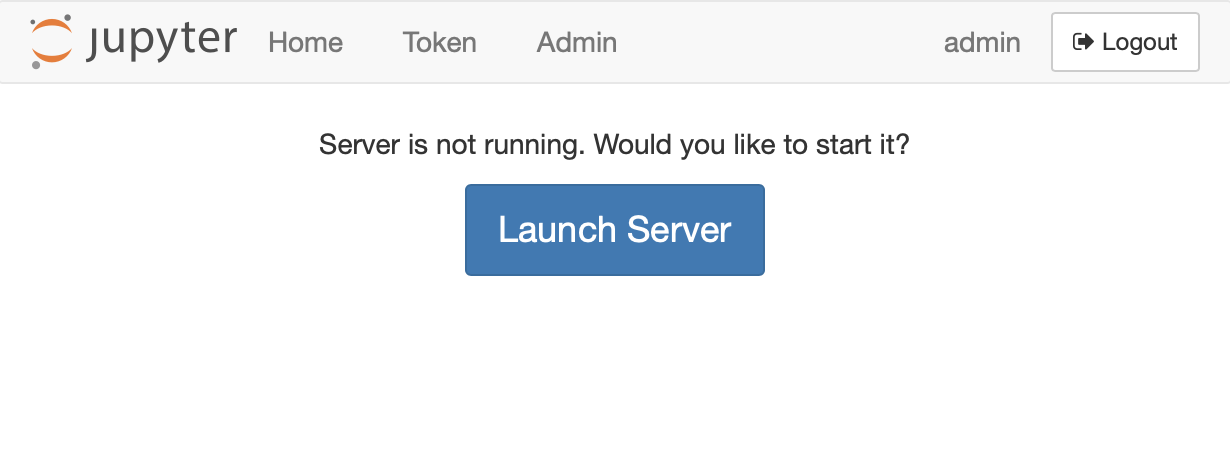 jupyter Home Token Admin admin Logout
Server is not running. Would you like to start it?
Launch Server